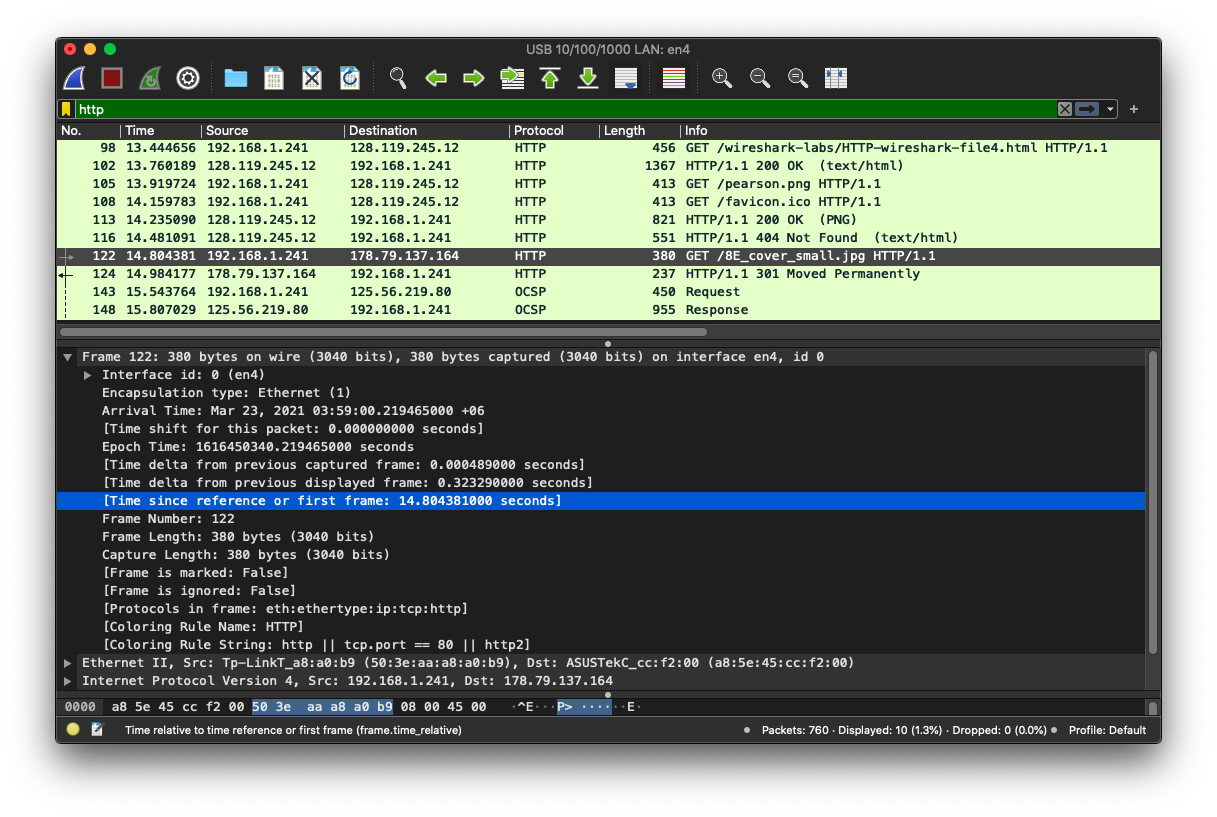 USB 10/100/1000 LAN: en4
http
No. Time Source Destination Protocol Length Info
98 13.444656 192.168.1.241 128.119.245.12 HTTP 456 GET /wireshark-labs/HTTP-wireshark-file4.html HTTP/1.1
102 13.760189 128.119.245.12 192.168.1.241 HTTP 1367 HTTP/1.1 200 OK (text/html)
105 13.919724 192.168.1.241 128.119.245.12 HTTP 413 GET /pearson.png HTTP/1.1
108 14.159783 192.168.1.241 128.119.245.12 HTTP 413 GET /favicon.ico HTTP/1.1
113 14.235090 128.119.245.12 192.168.1.241 HTTP 821 HTTP/1.1 200 OK (PNG)
116 14.481091 128.119.245.12 192.168.1.241 HTTP 551 HTTP/1.1 404 Not Found (text/html)
122 14.804381 192.168.1.241 178.79.137.164 HTTP 380 GET /8E_cover_small.jpg HTTP/1.1
124 14.984177 178.79.137.164 192.168.1.241 HTTP 237 HTTP/1.1 301 Moved Permanently
143 15.543764 192.168.1.241 125.56.219.80 OCSP 450 Request
148 15.807029 125.56.219.80 192.168.1.241 OCSP 955 Response
Frame 122: 380 bytes on wire (3040 bits), 380 bytes captured (3040 bits) on interface en4, id 0
Interface id: 0 (en4)
Encapsulation type: Ethernet (1)
Arrival Time: Mar 23, 2021 03:59:00.219465000 +06
[Time shift for this packet: 0.000000000 seconds]
Epoch Time: 1616450340.219465000 seconds
[Time delta from previous captured frame: 0.000489000 seconds]
[Time delta from previous displayed frame: 0.323290000 seconds]
[Time since reference or first frame: 14.804381000 seconds]
Frame Number: 122
Frame Length: 380 bytes (3040 bits)
Capture Length: 380 bytes (3040 bits)
[Frame is marked: False]
[Frame is ignored: False]
[Protocols in frame: eth:ethertype:ip:tcp:http]
[Coloring Rule Name: HTTP]
[Coloring Rule String: http || tcp.port == 80 || http2]
Ethernet II, Src: Tp-LinkT_a8:a0:b9 (50:3e:aa:a8:a0:b9), Dst: ASUSTekC_cc:f2:00 (a8:5e:45:cc:f2:00)
Internet Protocol Version 4, Src: 192.168.1.241, Dst: 178.79.137.164
0000 a8 5e 45 cc f2 00 50 3e aa a8 a0 b9 08 00 45 00 ·^E···P> ······E·
Time relative to time reference or first frame (frame.time_relative) Packets: 760 · Displayed: 10 (1.3%) · Dropped: 0 (0.0%) Profile: Default